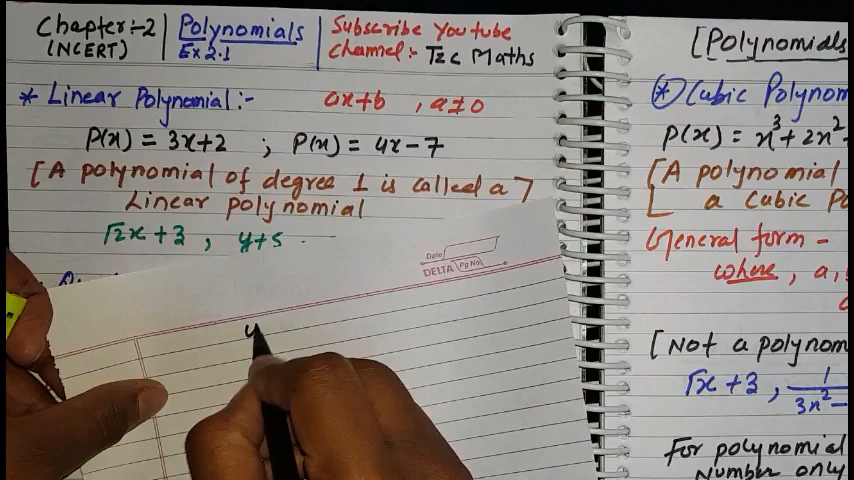 Chapter:-2 | Polynomials | Subscribe YouTube
(NCERT) | Ex 2.1 | Channel:- Tzc Maths
* Linear Polynomial:- ax+b , a≠0
P(x) = 3x+2 ; P(x) = 4x-7
[A polynomial of degree 1 is called a
Linear polynomial
√2x+3 , y+5
Date
DELTA Pg No.
y
[Polynomials
* Cubic Polynom
P(x) = x³+2x²-
[A polynomial
a Cubic Po
General form -
where, a,
[Not a polynom
√x +3, 1/3x²-
For polynomial
Number only